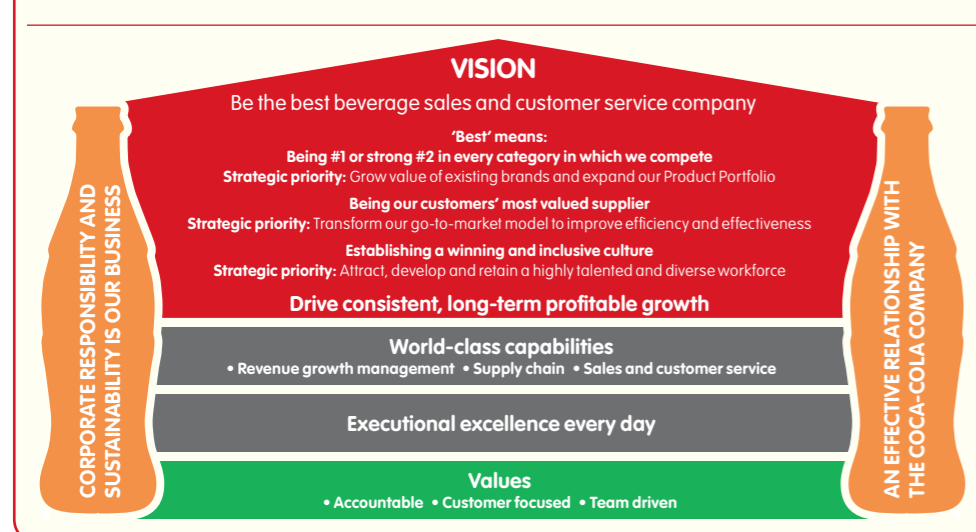 VISION
Be the best beverage sales and customer service company
‘Best’ means:
Being #1 or strong #2 in every category in which we compete
Strategic priority: Grow value of existing brands and expand our Product Portfolio
Being our customers’ most valued supplier
Strategic priority: Transform our go-to-market model to improve efficiency and effectiveness
Establishing a winning and inclusive culture
Strategic priority: Attract, develop and retain a highly talented and diverse workforce
Drive consistent, long-term profitable growth
World-class capabilities
• Revenue growth management • Supply chain • Sales and customer service
Executional excellence every day
Values
• Accountable • Customer focused • Team driven
CORPORATE RESPONSIBILITY AND
SUSTAINABILITY IS OUR BUSINESS
AN EFFECTIVE RELATIONSHIP WITH
THE COCA-COLA COMPANY